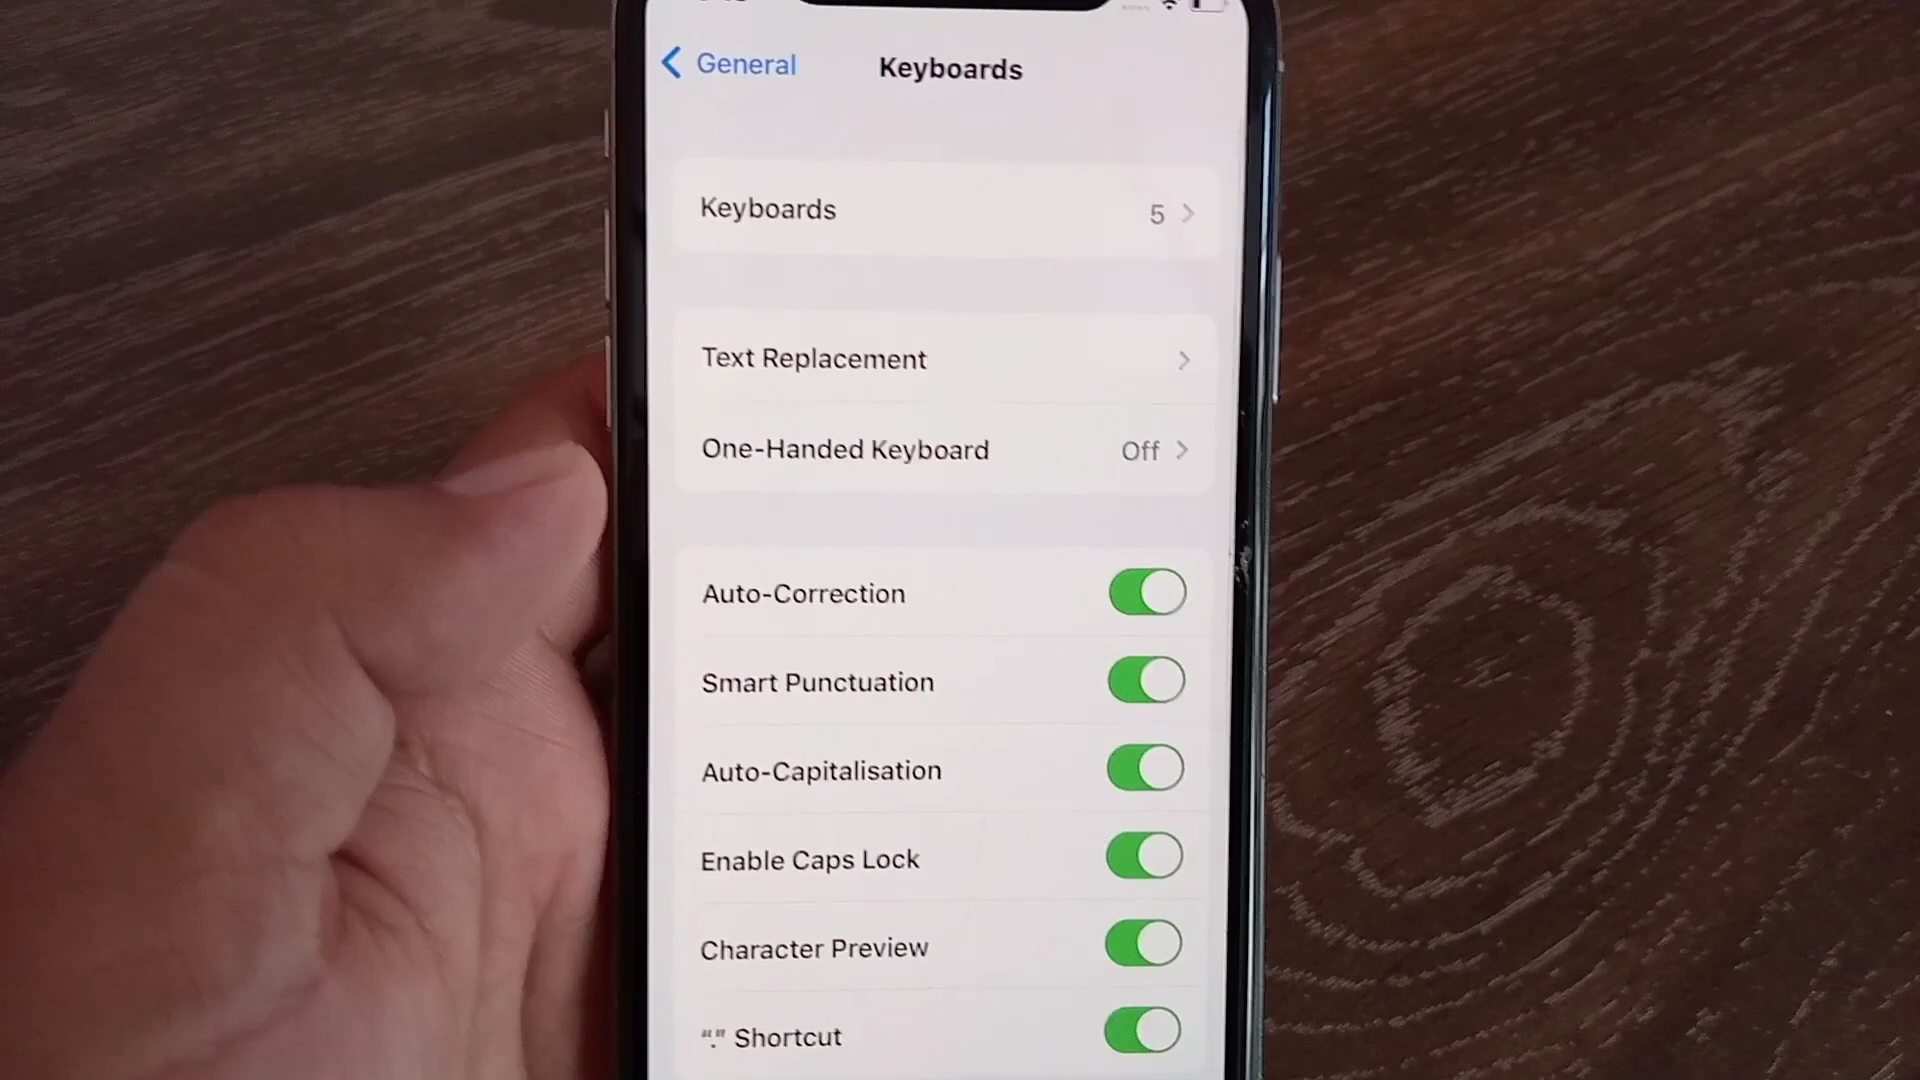 General
Keyboards
Keyboards 5
Text Replacement
One-Handed Keyboard Off
Auto-Correction
Smart Punctuation
Auto-Capitalisation
Enable Caps Lock
Character Preview
“.” Shortcut